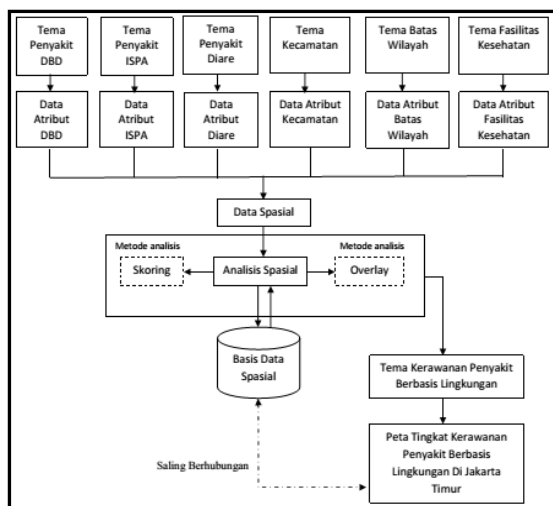 Tema
Penyakit
DBD
Tema
Penyakit
ISPA
Tema
Penyakit
Diare
Tema
Kecamatan
Tema Batas
Wilayah
Tema Fasilitas
Kesehatan
Data
Atribut
DBD
Data
Atribut
ISPA
Data
Atribut
Diare
Data Atribut
Kecamatan
Data Atribut
Batas
Wilayah
Data Atribut
Fasilitas
Kesehatan
Data Spasial
Metode analisis
Metode analisis
Skoring
Analisis Spasial
Overlay
Basis Data
Spasial
Tema Kerawanan Penyakit
Berbasis Lingkungan
Saling Berhubungan
Peta Tingkat Kerawanan
Penyakit Berbasis
Lingkungan Di Jakarta
Timur